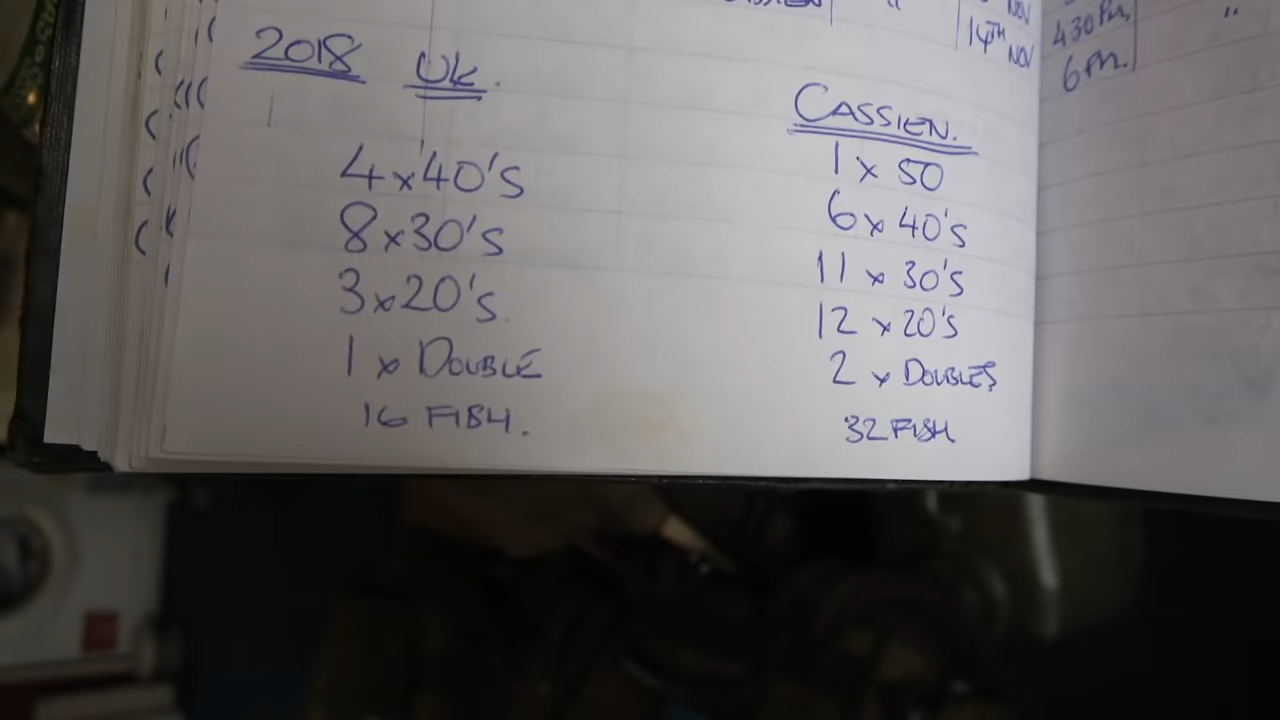 14TH NOV
NOV
430 Pm
"
6 Pm.
2018 UK.
4 x 40's
8 x 30's
3 x 20's.
1 x DOUBLE
16 FISH.
CASSIEN.
1 x 50
6 x 40's
11 x 30's
12 x 20's
2 x DOUBLES
32 FISH